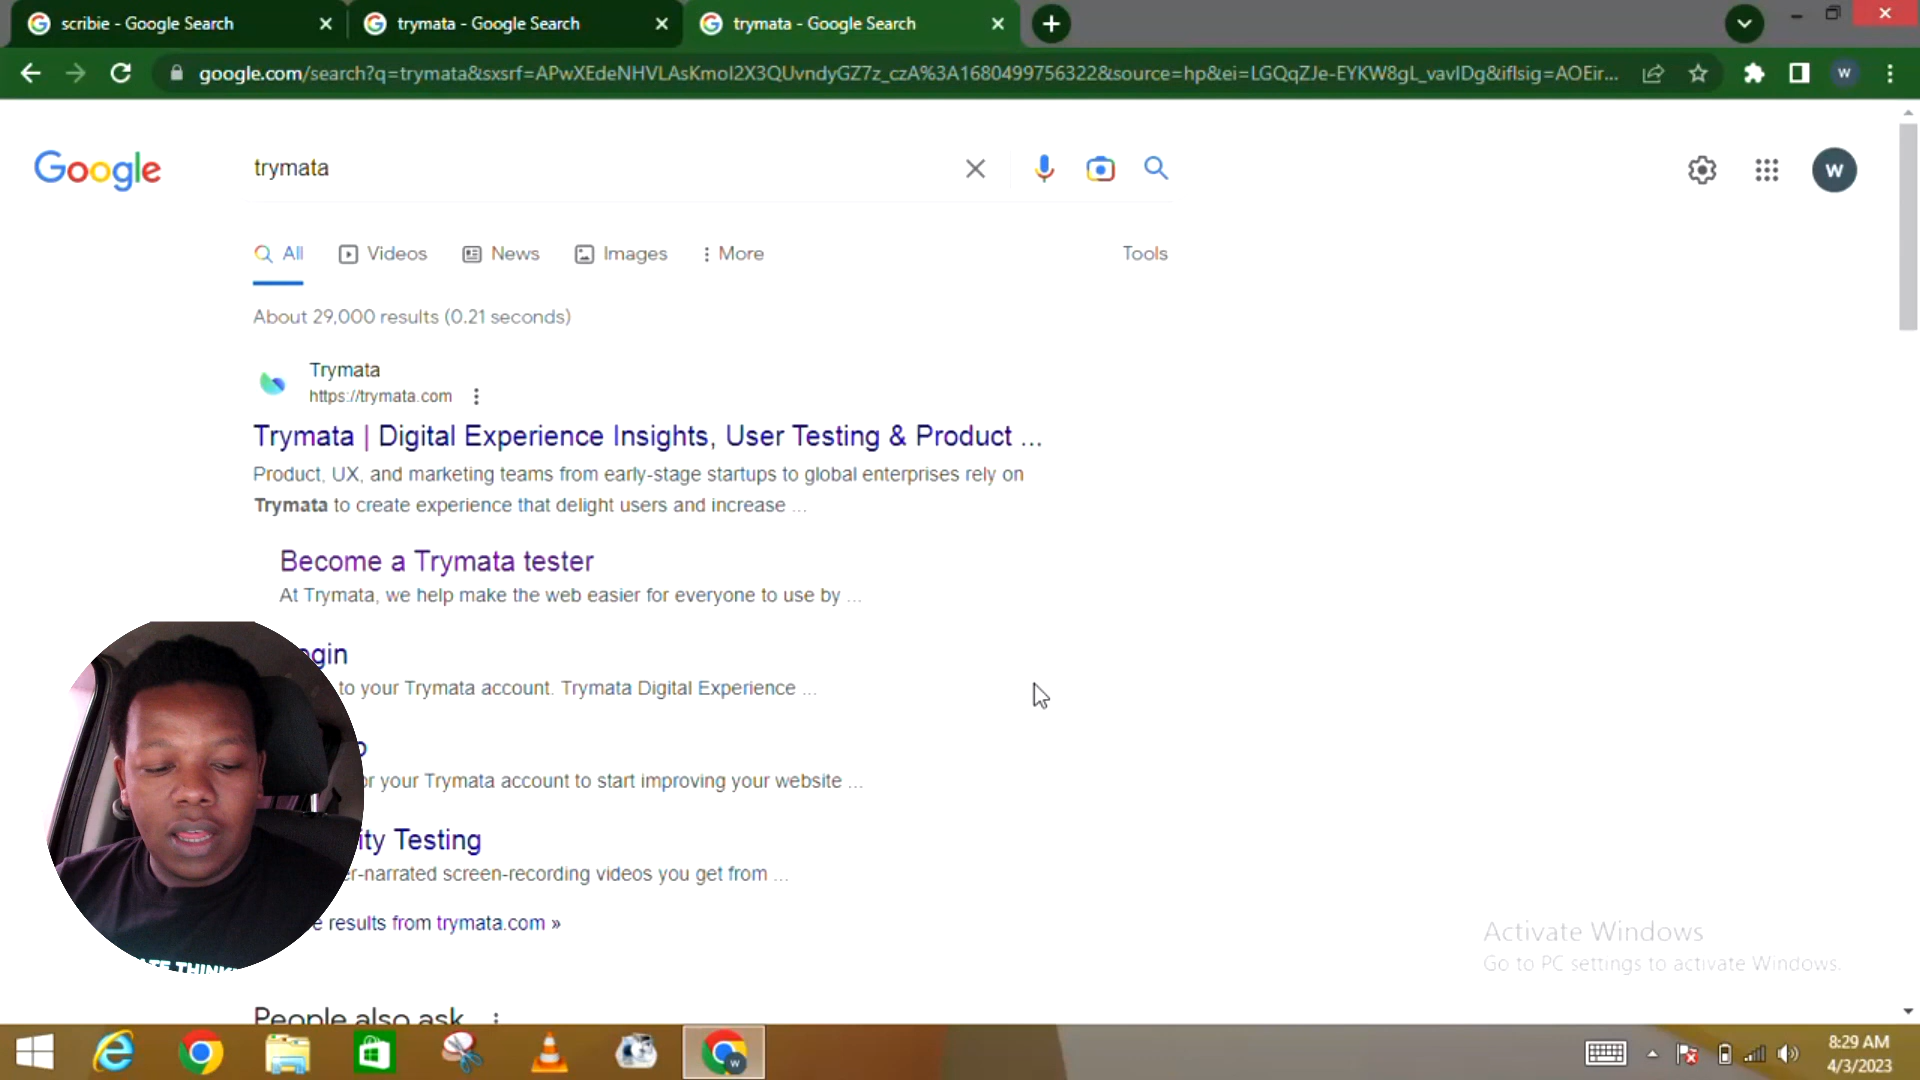 scribie - Google Search
trymata - Google Search
trymata - Google Search
google.com/search?q=trymata&sxsrf=APwXEdeNHVLAsKmoI2X3QUvndyGZ7z_czA%3A1680499756322&source=hp&ei=LGQqZJe-EYKW8gL_vavIDg&iflsig=AOEir...
W
Google
trymata
W
All
Videos
News
Images
More
Tools
About 29,000 results (0.21 seconds)
Trymata
https://trymata.com
Trymata | Digital Experience Insights, User Testing & Product ...
Product, UX, and marketing teams from early-stage startups to global enterprises rely on
Trymata to create experience that delight users and increase ...
Become a Trymata tester
At Trymata, we help make the web easier for everyone to use by ...
gin
to your Trymata account. Trymata Digital Experience ...
or your Trymata account to start improving your website ...
ity Testing
er-narrated screen-recording videos you get from ...
results from trymata.com »
People also ask
Activate Windows
Go to PC settings to activate Windows.
W
8:29 AM
4/3/2023